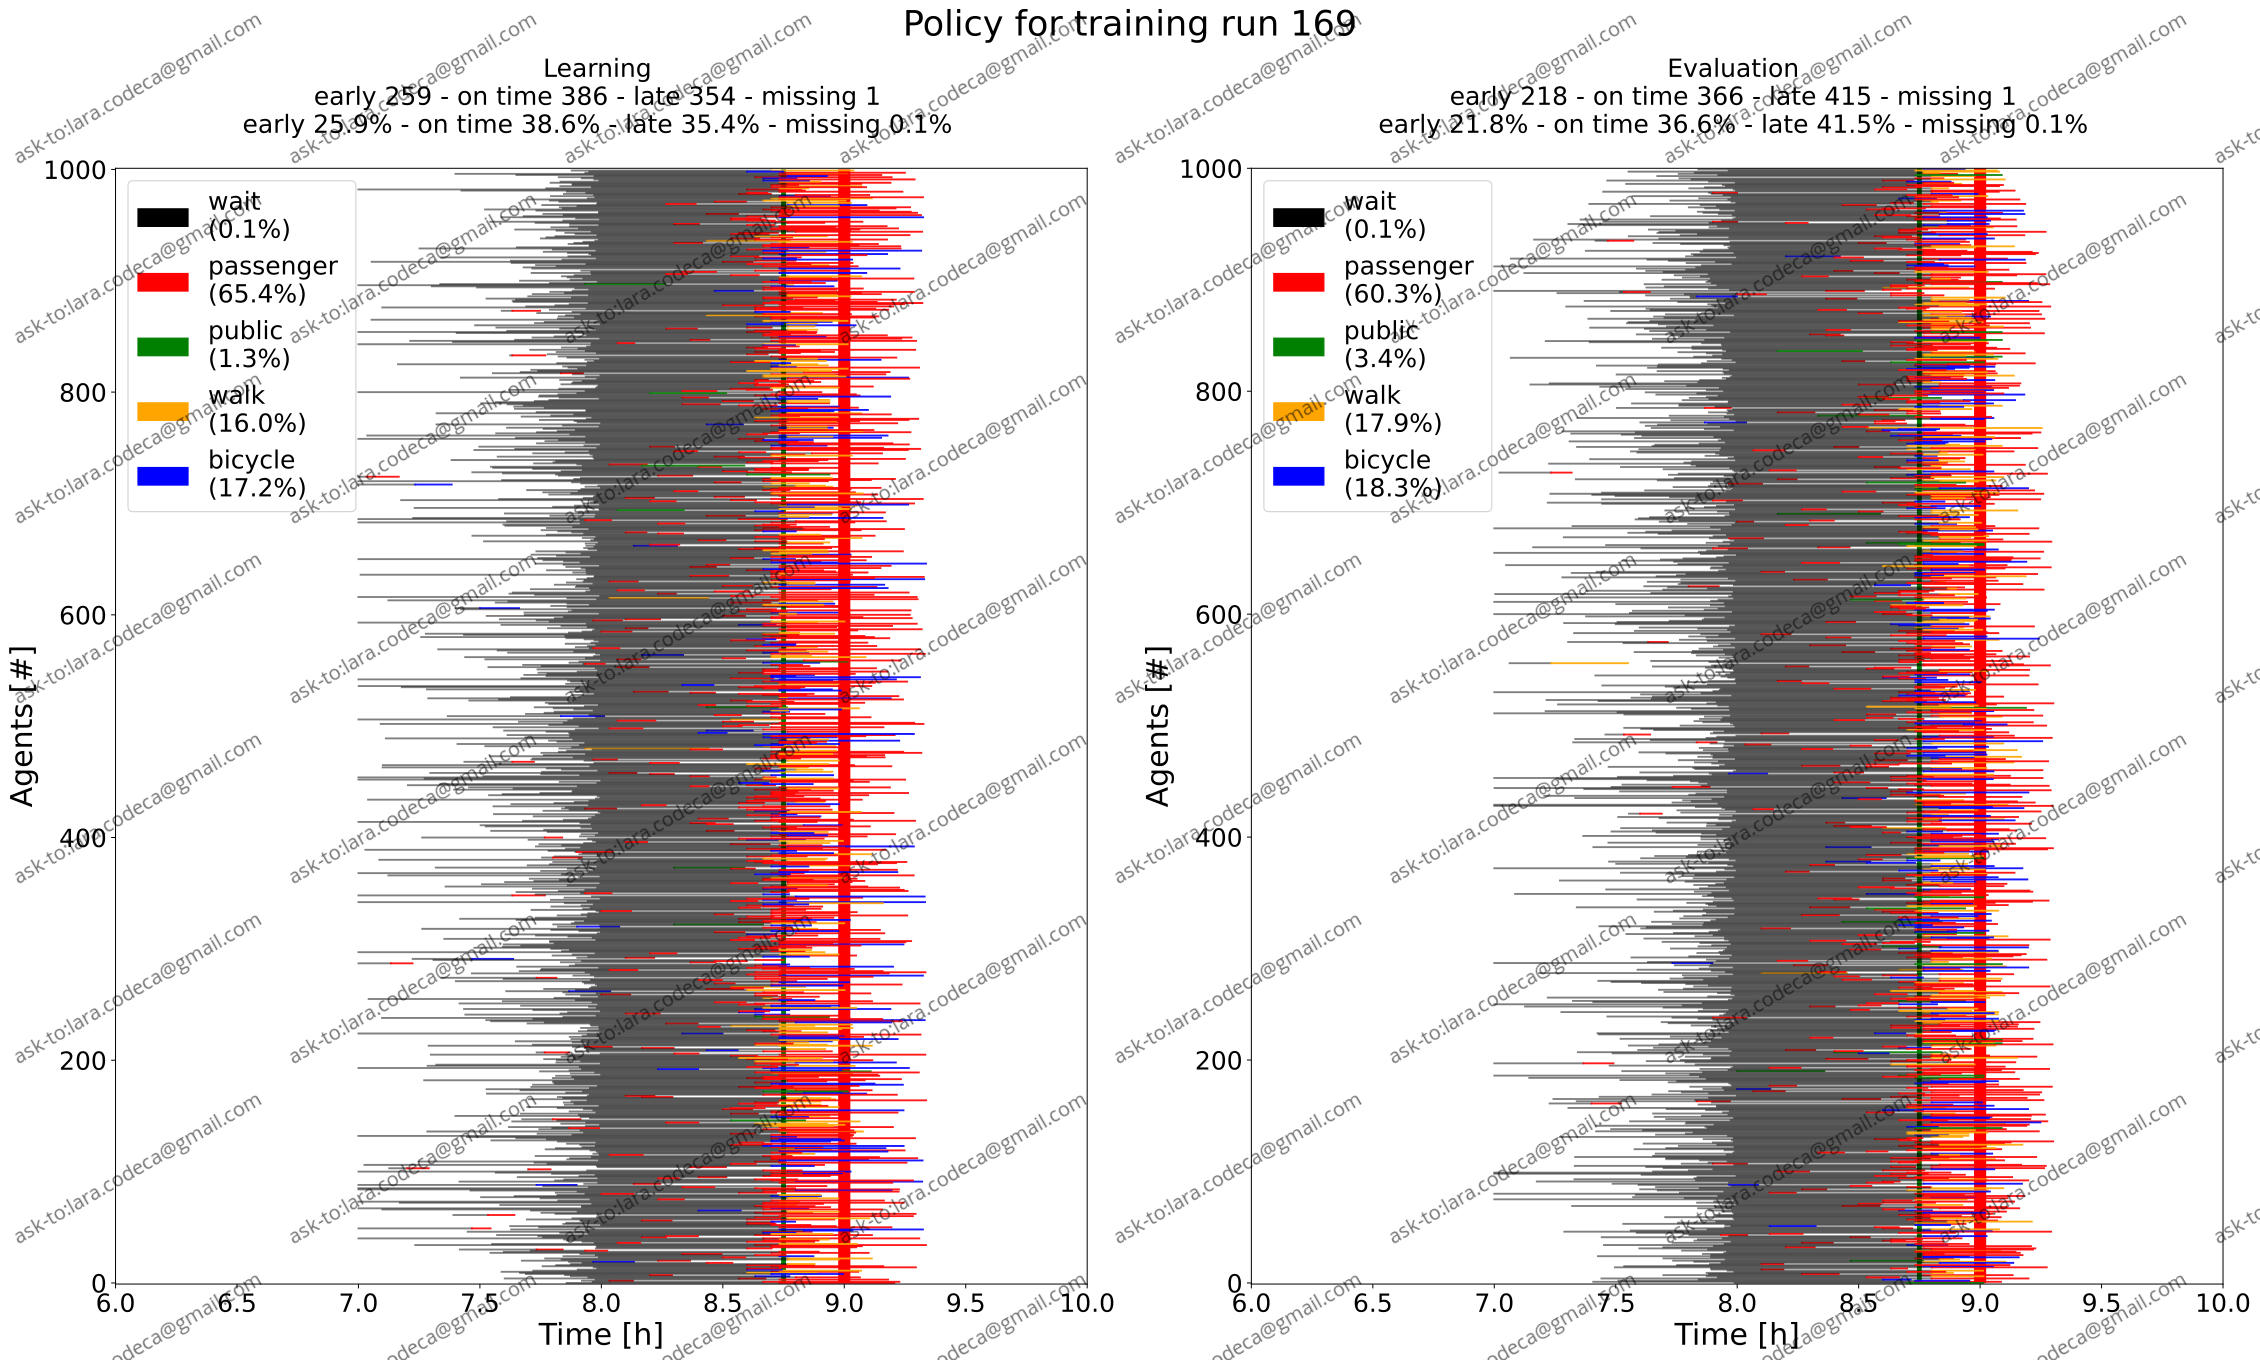 Policy for training run 169
Learning
early 259 - on time 386 - late 354 - missing 1
early 25.9% - on time 38.6% - late 35.4% - missing 0.1%
1000
800
600
400
200
0
Agents [#]
wait
(0.1%)
passenger
(65.4%)
public
(1.3%)
walk
(16.0%)
bicycle
(17.2%)
6.0 6.5 7.0 7.5 8.0 8.5 9.0 9.5 10.0
Time [h]
Evaluation
early 218 - on time 366 - late 415 - missing 1
early 21.8% - on time 36.6% - late 41.5% - missing 0.1%
1000
800
600
400
200
0
Agents [#]
wait
(0.1%)
passenger
(60.3%)
public
(3.4%)
walk
(17.9%)
bicycle
(18.3%)
6.0 6.5 7.0 7.5 8.0 8.5 9.0 9.5 10.0
Time [h]
ask-to:lara.codeca@gmail.com